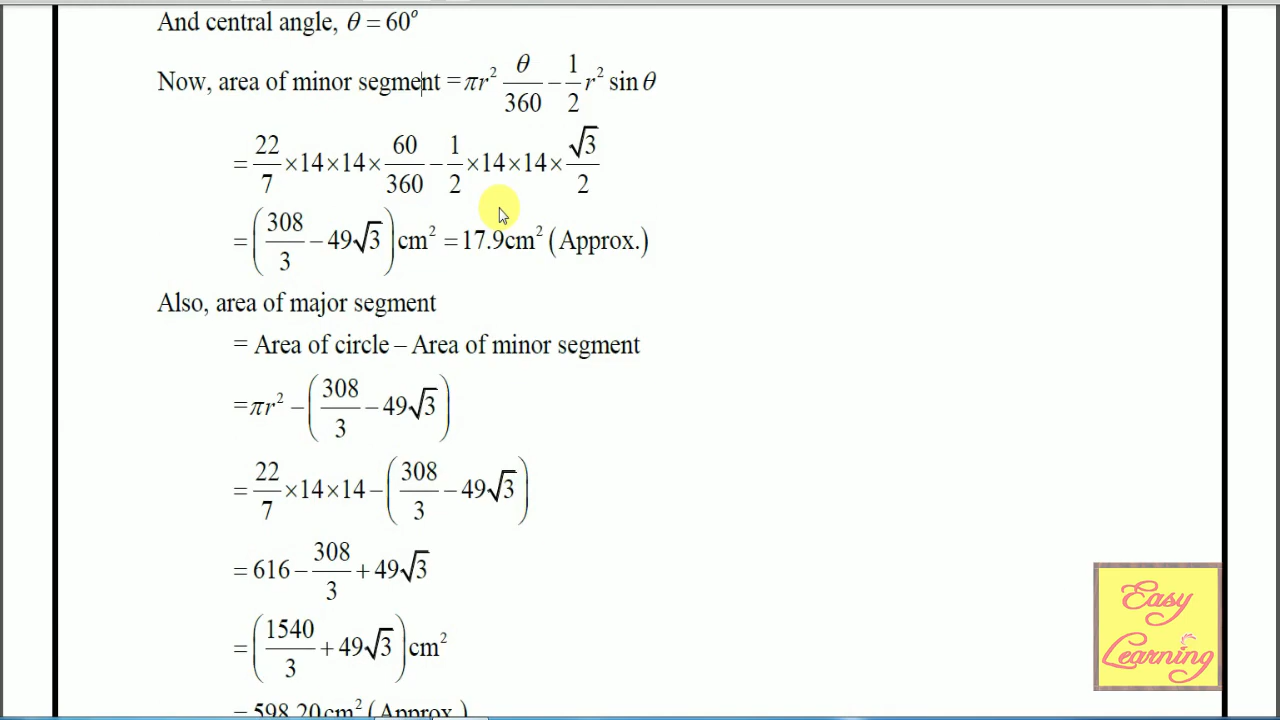 And central angle, θ = 60°
Now, area of minor segment = πr² θ/360 − 1/2 r² sin θ
= 22/7 × 14 × 14 × 60/360 − 1/2 × 14 × 14 × √3/2
= (308/3 − 49√3) cm² = 17.9cm² (Approx.)
Also, area of major segment
= Area of circle − Area of minor segment
= πr² − (308/3 − 49√3)
= 22/7 × 14 × 14 − (308/3 − 49√3)
= 616 − 308/3 + 49√3
= (1540/3 + 49√3) cm²
= 598.20cm² (Approx.)
Easy
Learning